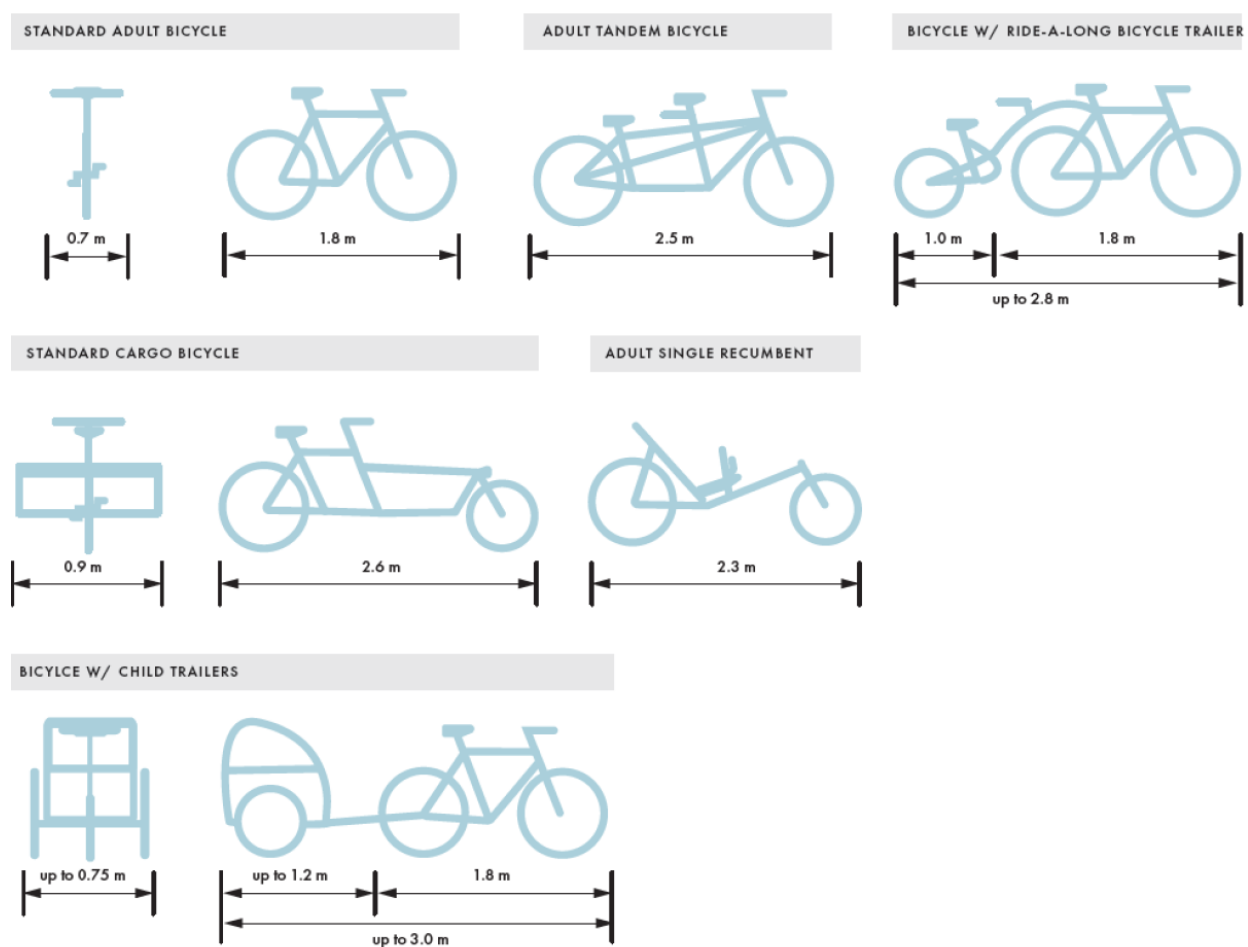 STANDARD ADULT BICYCLE
ADULT TANDEM BICYCLE
BICYCLE W/ RIDE-A-LONG BICYCLE TRAILER
0.7 m
1.8 m
2.5 m
1.0 m
1.8 m
up to 2.8 m
STANDARD CARGO BICYCLE
ADULT SINGLE RECUMBENT
0.9 m
2.6 m
2.3 m
BICYLCE W/ CHILD TRAILERS
up to 0.75 m
up to 1.2 m
1.8 m
up to 3.0 m